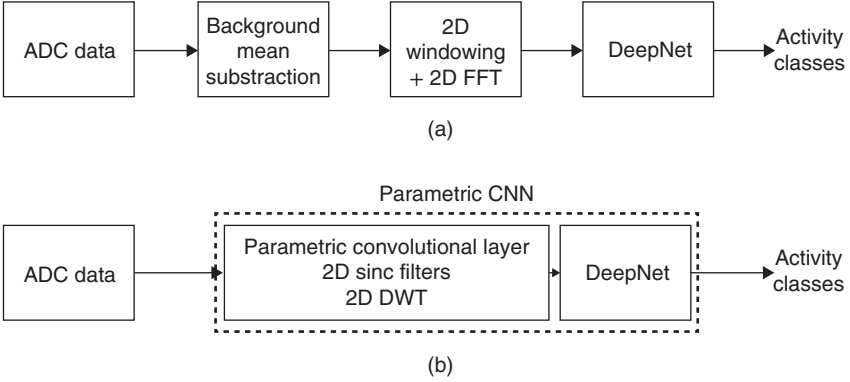 ADC data
Background
mean
substraction
2D
windowing
+ 2D FFT
DeepNet
Activity
classes
(a)
Parametric CNN
ADC data
Parametric convolutional layer
2D sinc filters
2D DWT
DeepNet
Activity
classes
(b)